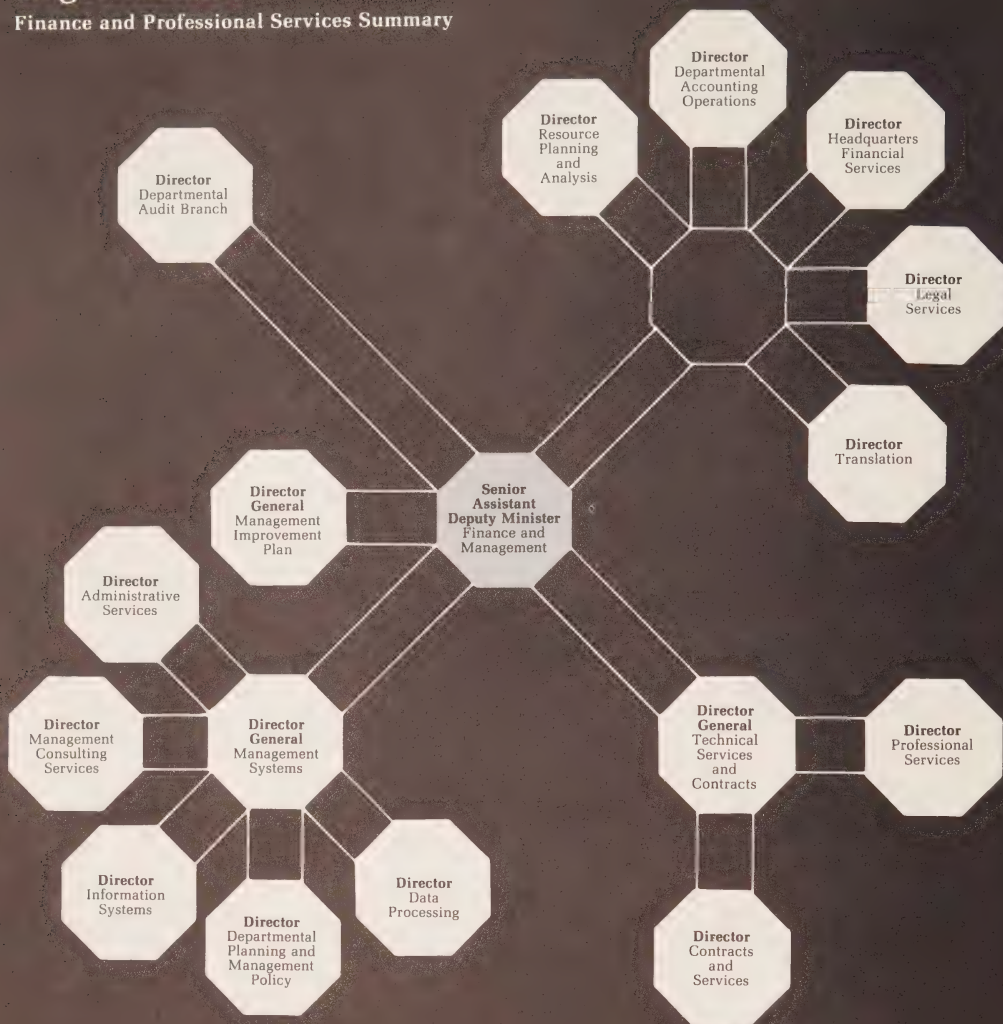 Finance and Professional Services Summary
Director
Departmental
Accounting
Operations
Director
Resource
Planning
and
Analysis
Director
Headquarters
Financial
Services
Director
Departmental
Audit Branch
Director
Legal
Services
Director
Translation
Senior
Assistant
Deputy Minister
Finance and
Management
Director
General
Management
Improvement
Plan
Director
Administrative
Services
Director
Management
Consulting
Services
Director
General
Management
Systems
Director
General
Technical
Services
and
Contracts
Director
Professional
Services
Director
Information
Systems
Director
Departmental
Planning and
Management
Policy
Director
Data
Processing
Director
Contracts
and
Services